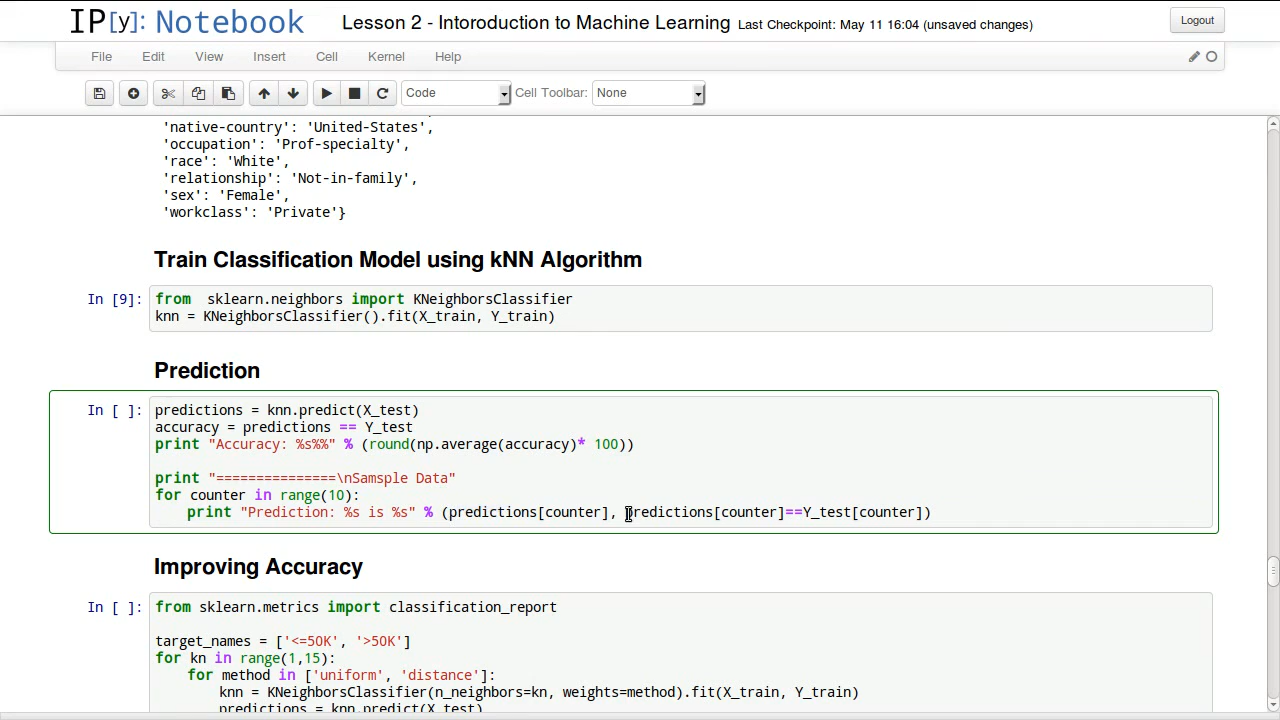 IP[y]: Notebook Lesson 2 - Intoroduction to Machine Learning Last Checkpoint: May 11 16:04 (unsaved changes) Logout
File Edit View Insert Cell Kernel Help
Code Cell Toolbar: None
'native-country': 'United-States',
'occupation': 'Prof-specialty',
'race': 'White',
'relationship': 'Not-in-family',
'sex': 'Female',
'workclass': 'Private'}
Train Classification Model using kNN Algorithm
In [9]: from  sklearn.neighbors import KNeighborsClassifier
knn = KNeighborsClassifier().fit(X_train, Y_train)
Prediction
In [ ]: predictions = knn.predict(X_test)
accuracy = predictions == Y_test
print "Accuracy: %s%%" % (round(np.average(accuracy)* 100))
print "===============\nSamsple Data"
for counter in range(10):
print "Prediction: %s is %s" % (predictions[counter], predictions[counter]==Y_test[counter])
Improving Accuracy
In [ ]: from sklearn.metrics import classification_report
target_names = ['<=50K', '>50K']
for kn in range(1,15):
for method in ['uniform', 'distance']:
knn = KNeighborsClassifier(n_neighbors=kn, weights=method).fit(X_train, Y_train)
predictions = knn.predict(X_test)